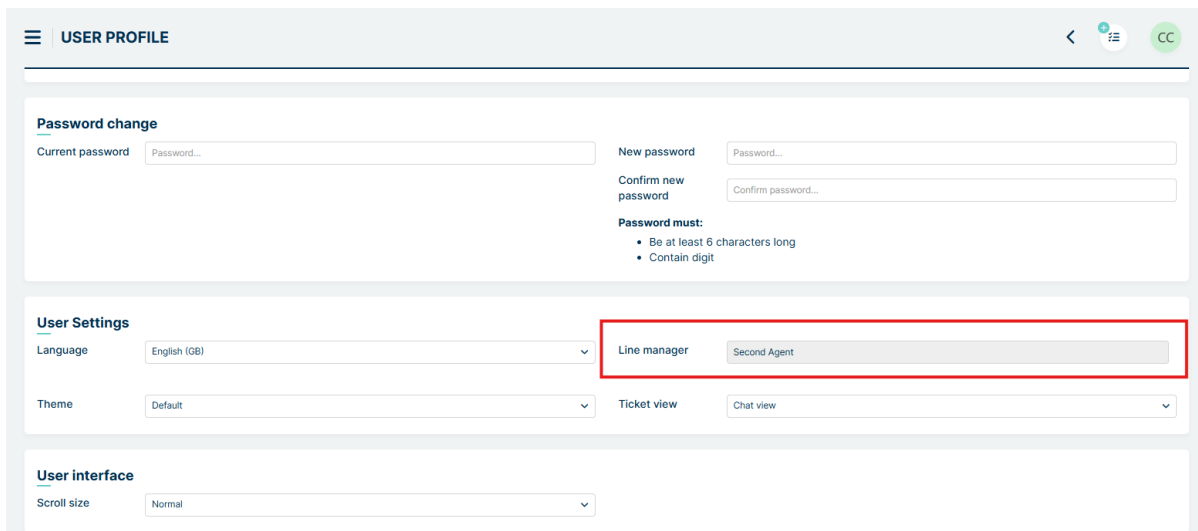 USER PROFILE
CC
Password change
Current password
Password...
New password
Password...
Confirm new
password
Confirm password...
Password must:
• Be at least 6 characters long
• Contain digit
User Settings
Language
English (GB)
Line manager
Second Agent
Theme
Default
Ticket view
Chat view
User interface
Scroll size
Normal